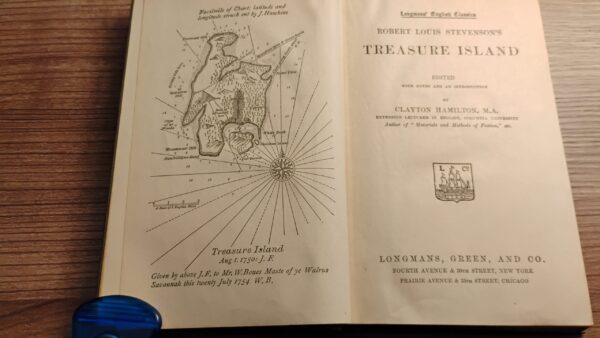 Facsimile of Chart; latitude and
longitude struck out by J. Hawkins
Treasure Island
Aug 1. 1750: J. F.
Given by above J. F. to Mr. W. Bones Maste of ye Walrus
Savannah this twenty July 1754 W. B.
Longmans' English Classics
ROBERT LOUIS STEVENSON'S
TREASURE ISLAND
EDITED
WITH NOTES AND AN INTRODUCTION
BY
CLAYTON HAMILTON, M.A.
EXTENSION LECTURER IN ENGLISH, COLUMBIA UNIVERSITY
Author of "Materials and Methods of Fiction," &c.
L Co
LONGMANS, GREEN, AND CO.
FOURTH AVENUE & 30TH STREET, NEW YORK
PRAIRIE AVENUE & 25TH STREET, CHICAGO